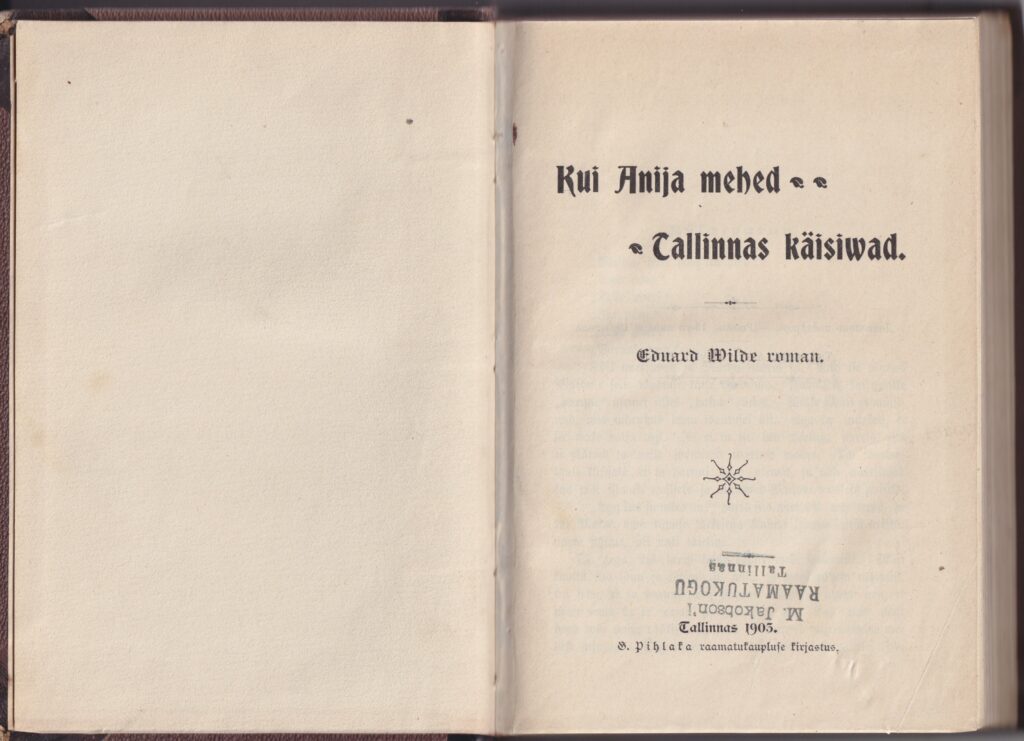 Kui Anija mehed
Tallinnas käisiwad.
Eduard Wilde roman.
M. Jakobson'i
RAAMATUKOGU
Tallinnas
Tallinnas 1903.
G. Pihlaka raamatukaupluse kirjastus.